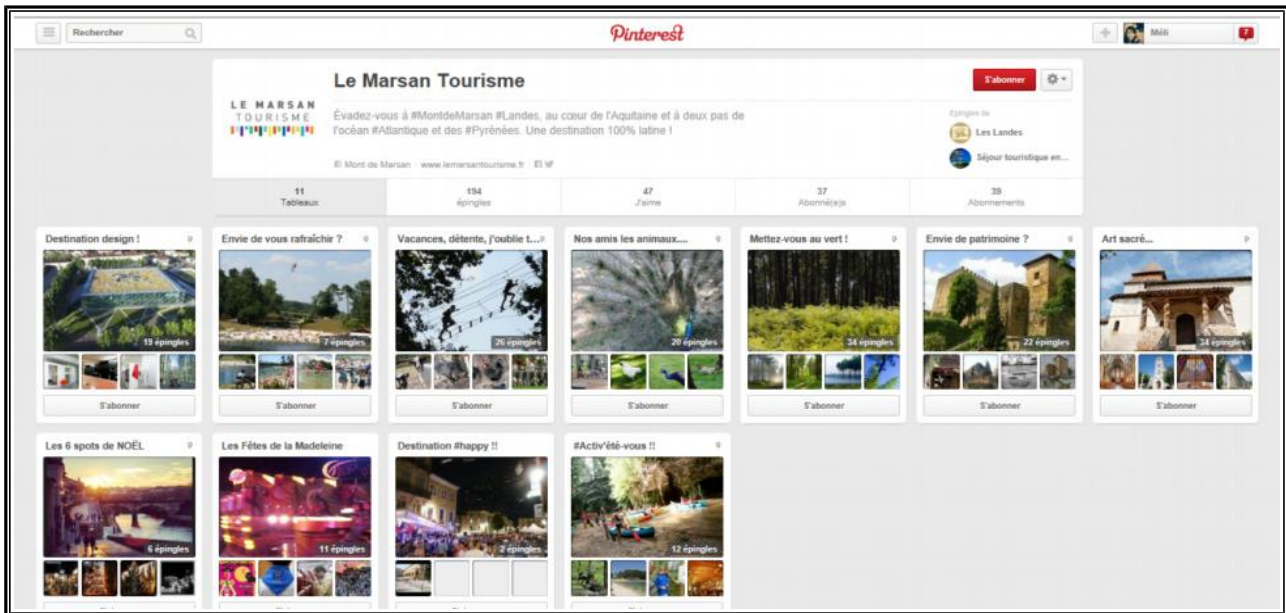 Rechercher
Pinterest
Méli
7
Le Marsan Tourisme
S'abonner
LE MARSAN
TOURISME
Évadez-vous à #MontdeMarsan #Landes, au cœur de l'Aquitaine et à deux pas de
l'océan #Atlantique et des #Pyrénées. Une destination 100% latine !
Mont de Marsan · www.lemarsantourisme.fr
Épingles de
Les Landes
Séjour touristique en...
11
Tableaux
194
épingles
47
J'aime
37
Abonné(e)s
39
Abonnements
Destination design !
19 épingles
S'abonner
Envie de vous rafraîchir ?
7 épingles
S'abonner
Vacances, détente, j'oublie t...
26 épingles
S'abonner
Nos amis les animaux....
20 épingles
S'abonner
Mettez-vous au vert !
34 épingles
S'abonner
Envie de patrimoine ?
22 épingles
S'abonner
Art sacré...
34 épingles
S'abonner
Les 6 spots de NOËL
6 épingles
Les Fêtes de la Madeleine
11 épingles
Destination #happy !!
2 épingles
#Activ'été-vous !!
12 épingles